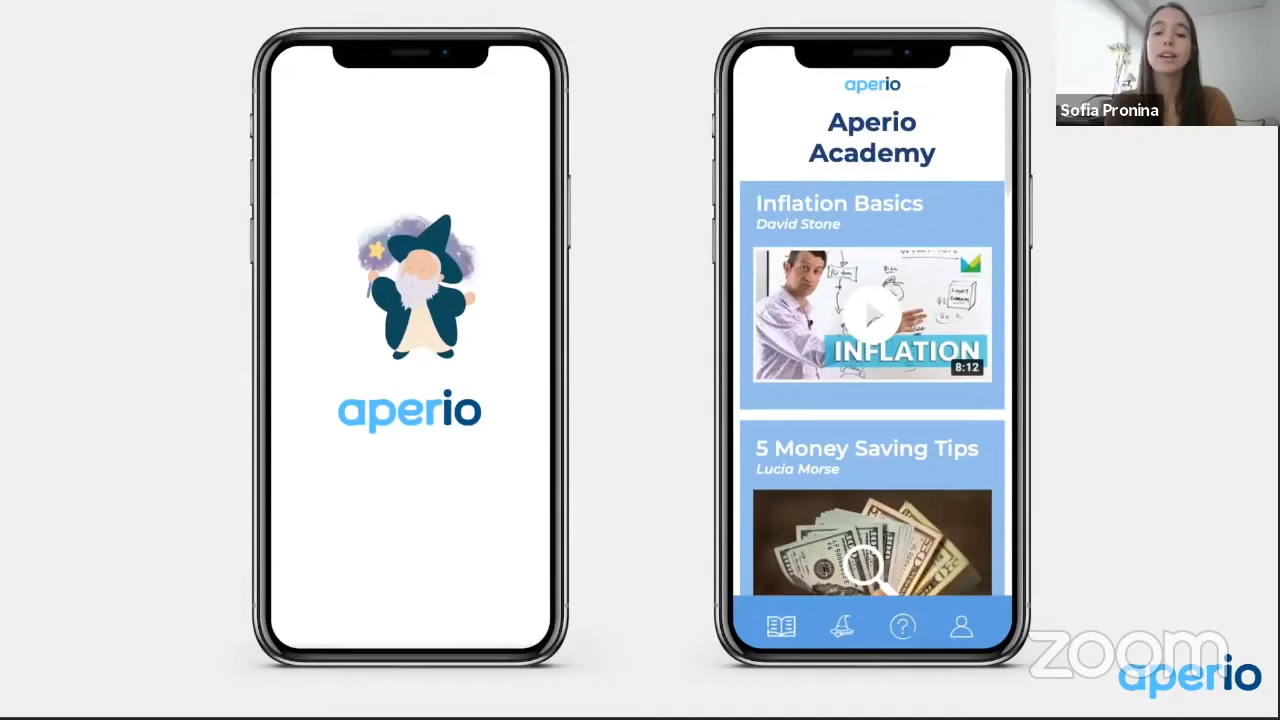 aperio
aperio
Aperio
Academy
Inflation Basics
David Stone
INFLATION
8:12
5 Money Saving Tips
Lucia Morse
Sofia Pronina
zoom
aperio